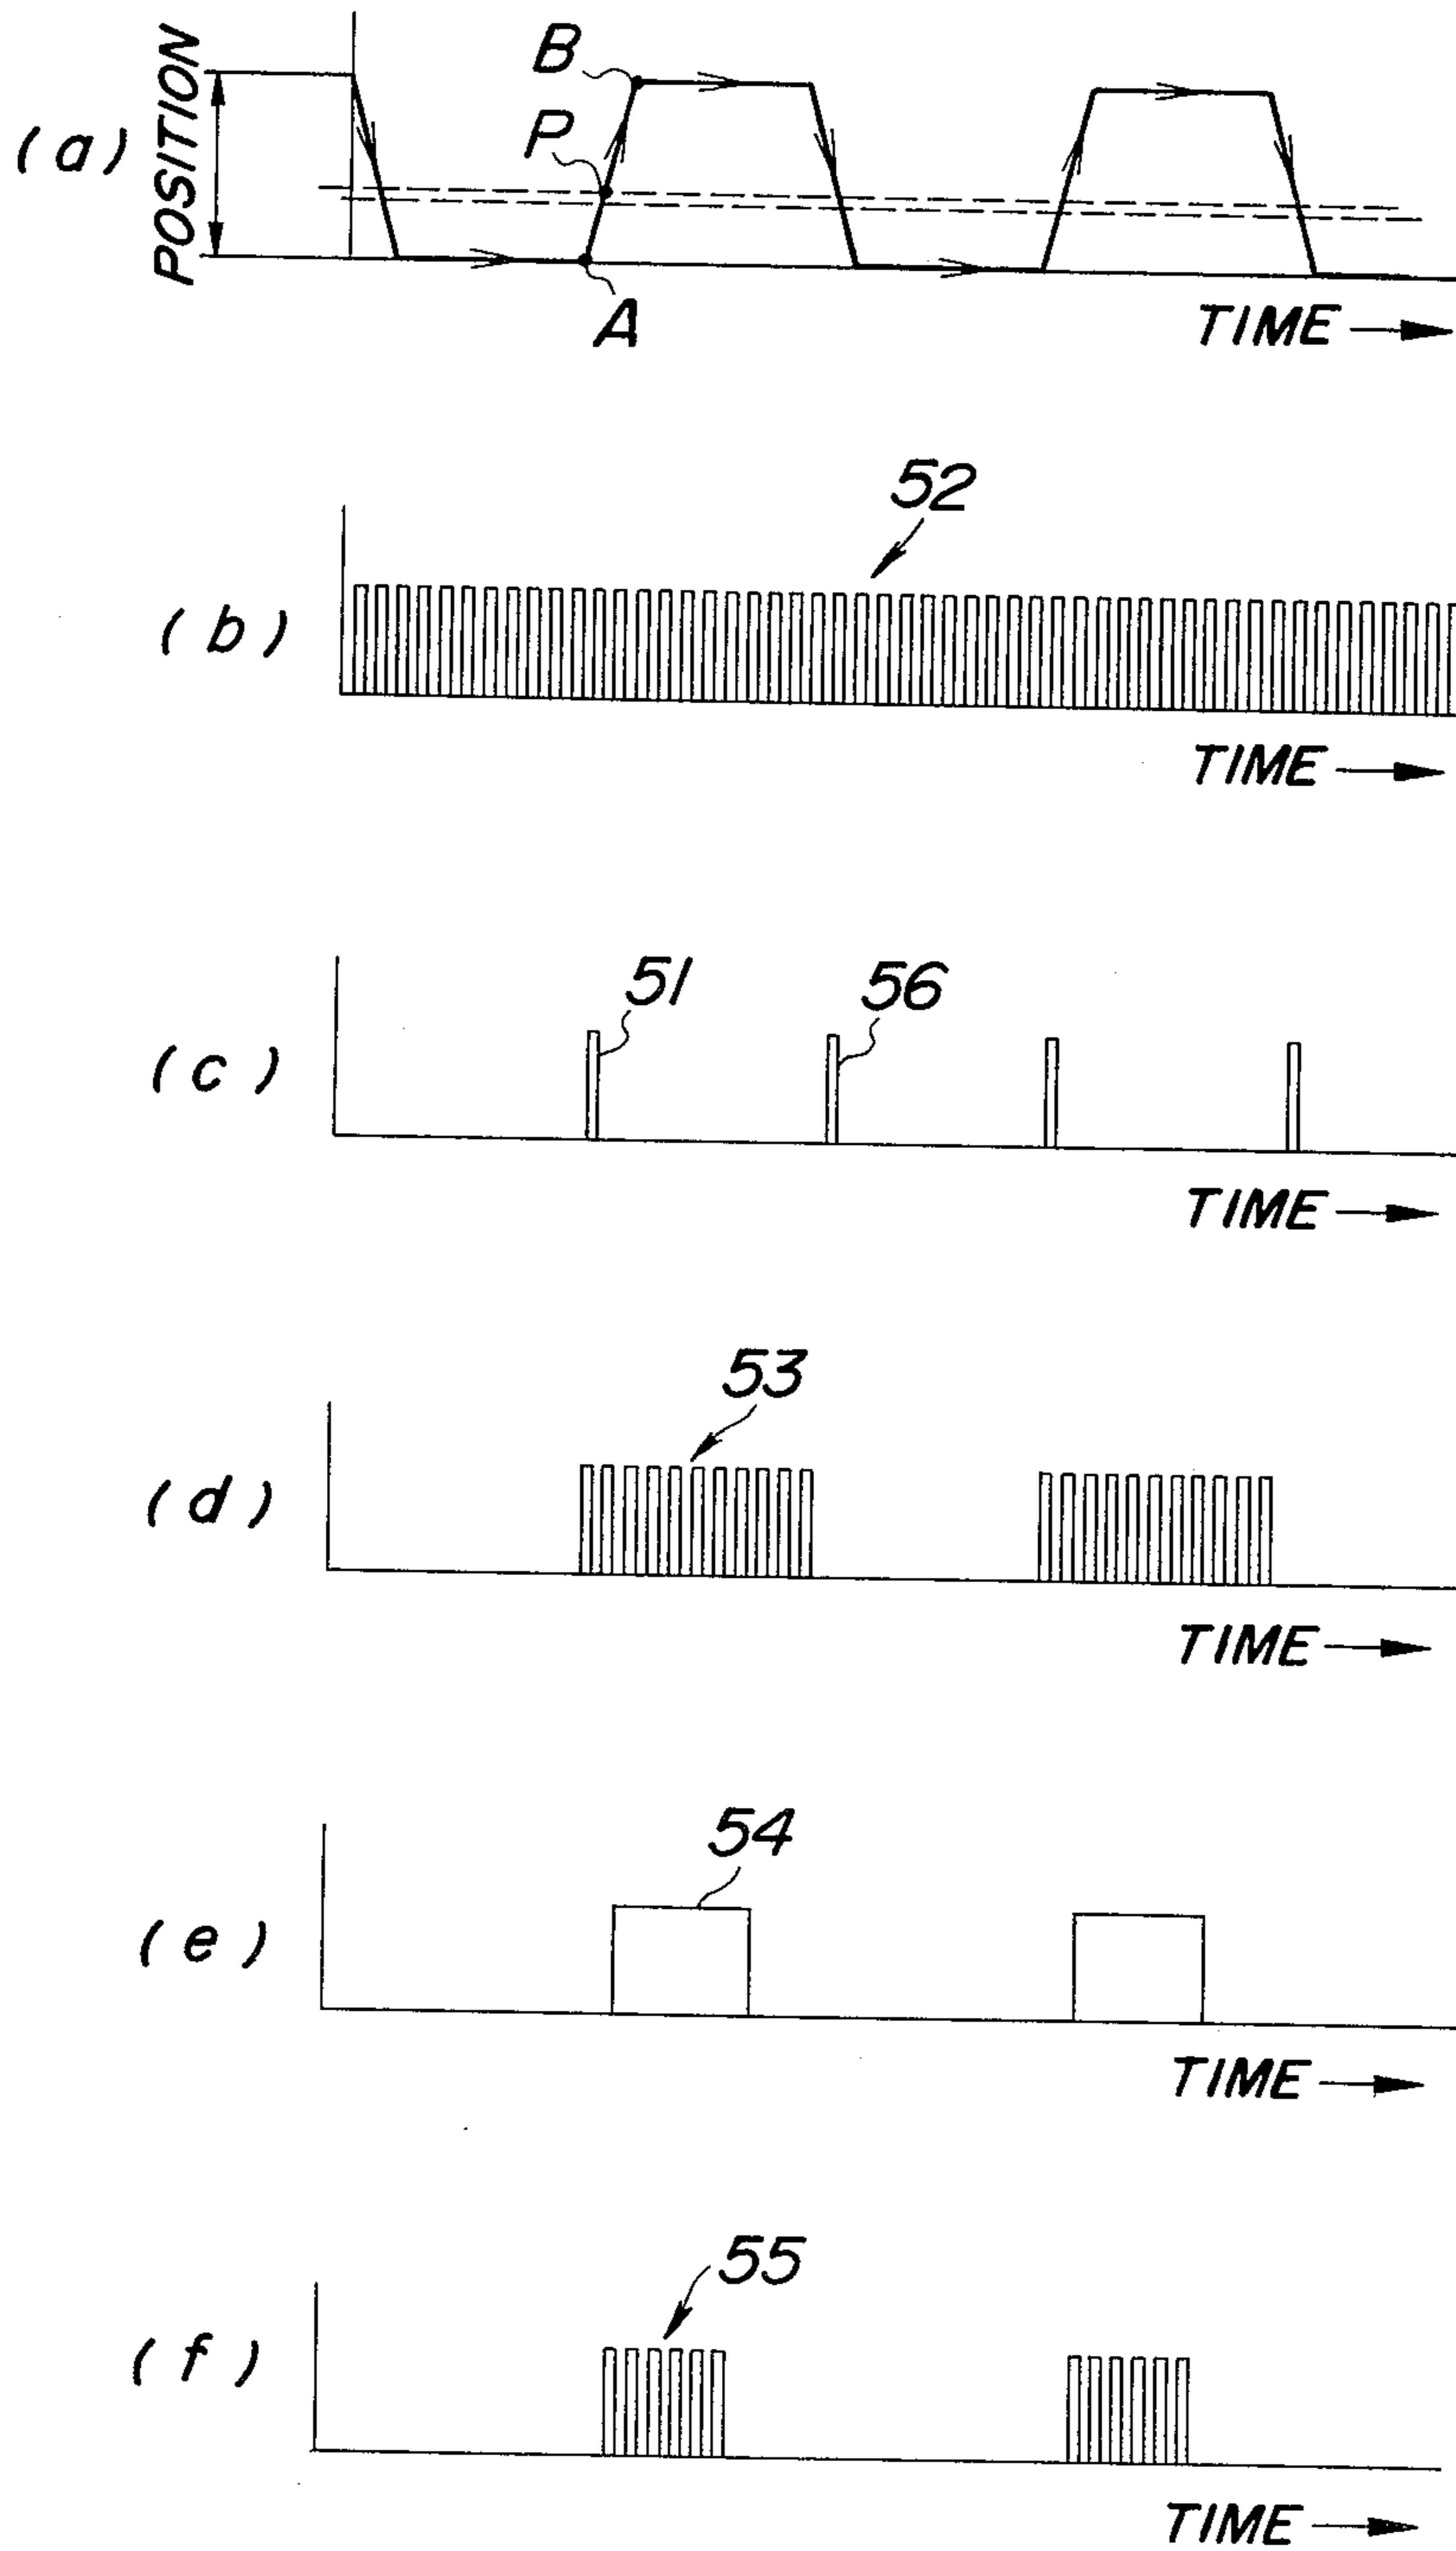 (a)
POSITION
B
P
A
TIME
52
(b)
TIME
51
56
(c)
TIME
53
(d)
TIME
54
(e)
TIME
55
(f)
TIME